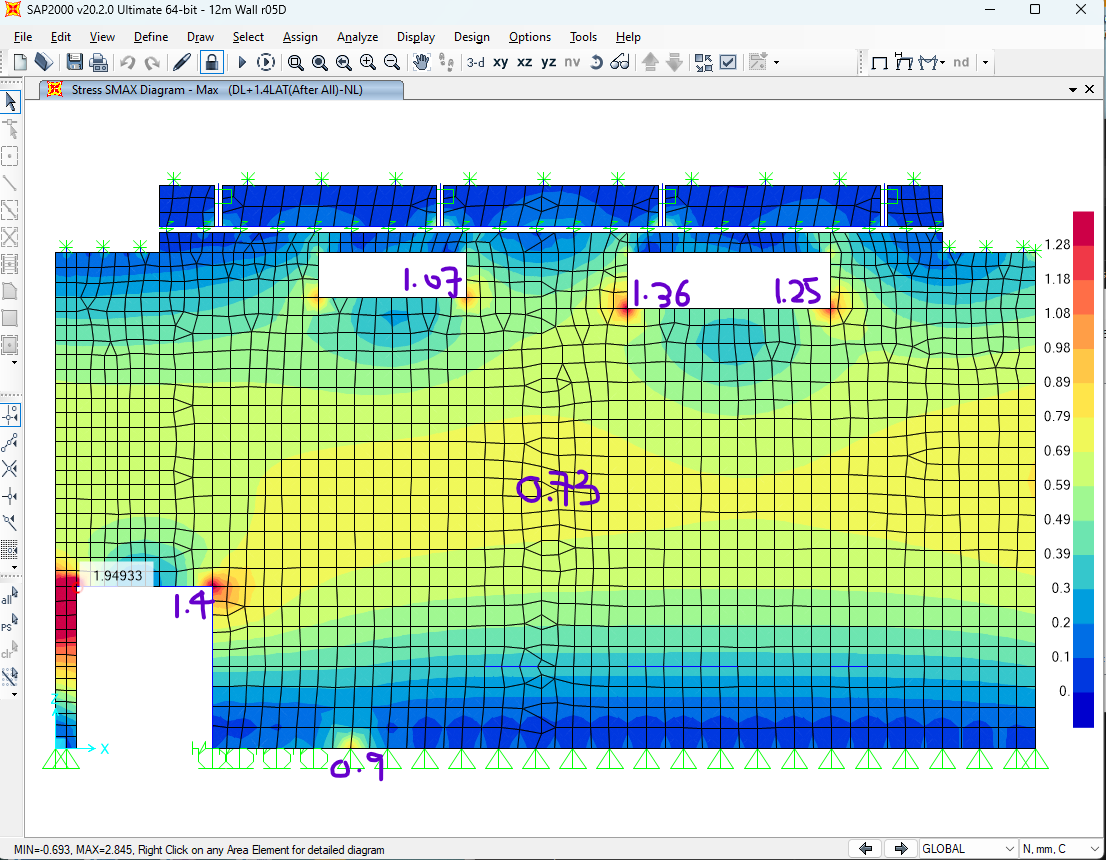 SAP2000 v20.2.0 Ultimate 64-bit - 12m Wall r05D
File Edit View Define Draw Select Assign Analyze Display Design Options Tools Help
3-d xy xz yz nv nd
Stress SMAX Diagram - Max (DL+1.4LAT(After All)-NL)
1.28
1.18
1.07
1.36
1.25
1.08
0.98
0.89
0.79
0.69
0.73
0.59
0.49
0.39
1.94933
0.3
1.4
all
0.2
PS
0.1
clr
0.
Z
X
0.9
MIN=-0.693, MAX=2.845, Right Click on any Area Element for detailed diagram
GLOBAL
N, mm, C